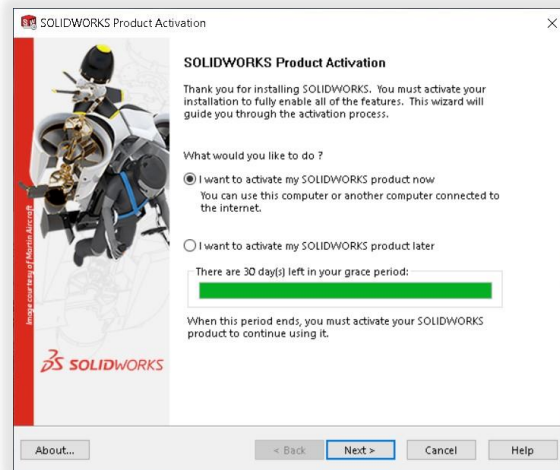 SOLIDWORKS Product Activation
SOLIDWORKS Product Activation
Thank you for installing SOLIDWORKS. You must activate your
installation to fully enable all of the features. This wizard will
guide you through the activation process.
What would you like to do ?
I want to activate my SOLIDWORKS product now
You can use this computer or another computer connected to
the internet.
I want to activate my SOLIDWORKS product later
There are 30 day(s) left in your grace period:
When this period ends, you must activate your SOLIDWORKS
product to continue using it.
Image courtesy of Martin Aircraft
SOLIDWORKS
About...
< Back
Next >
Cancel
Help